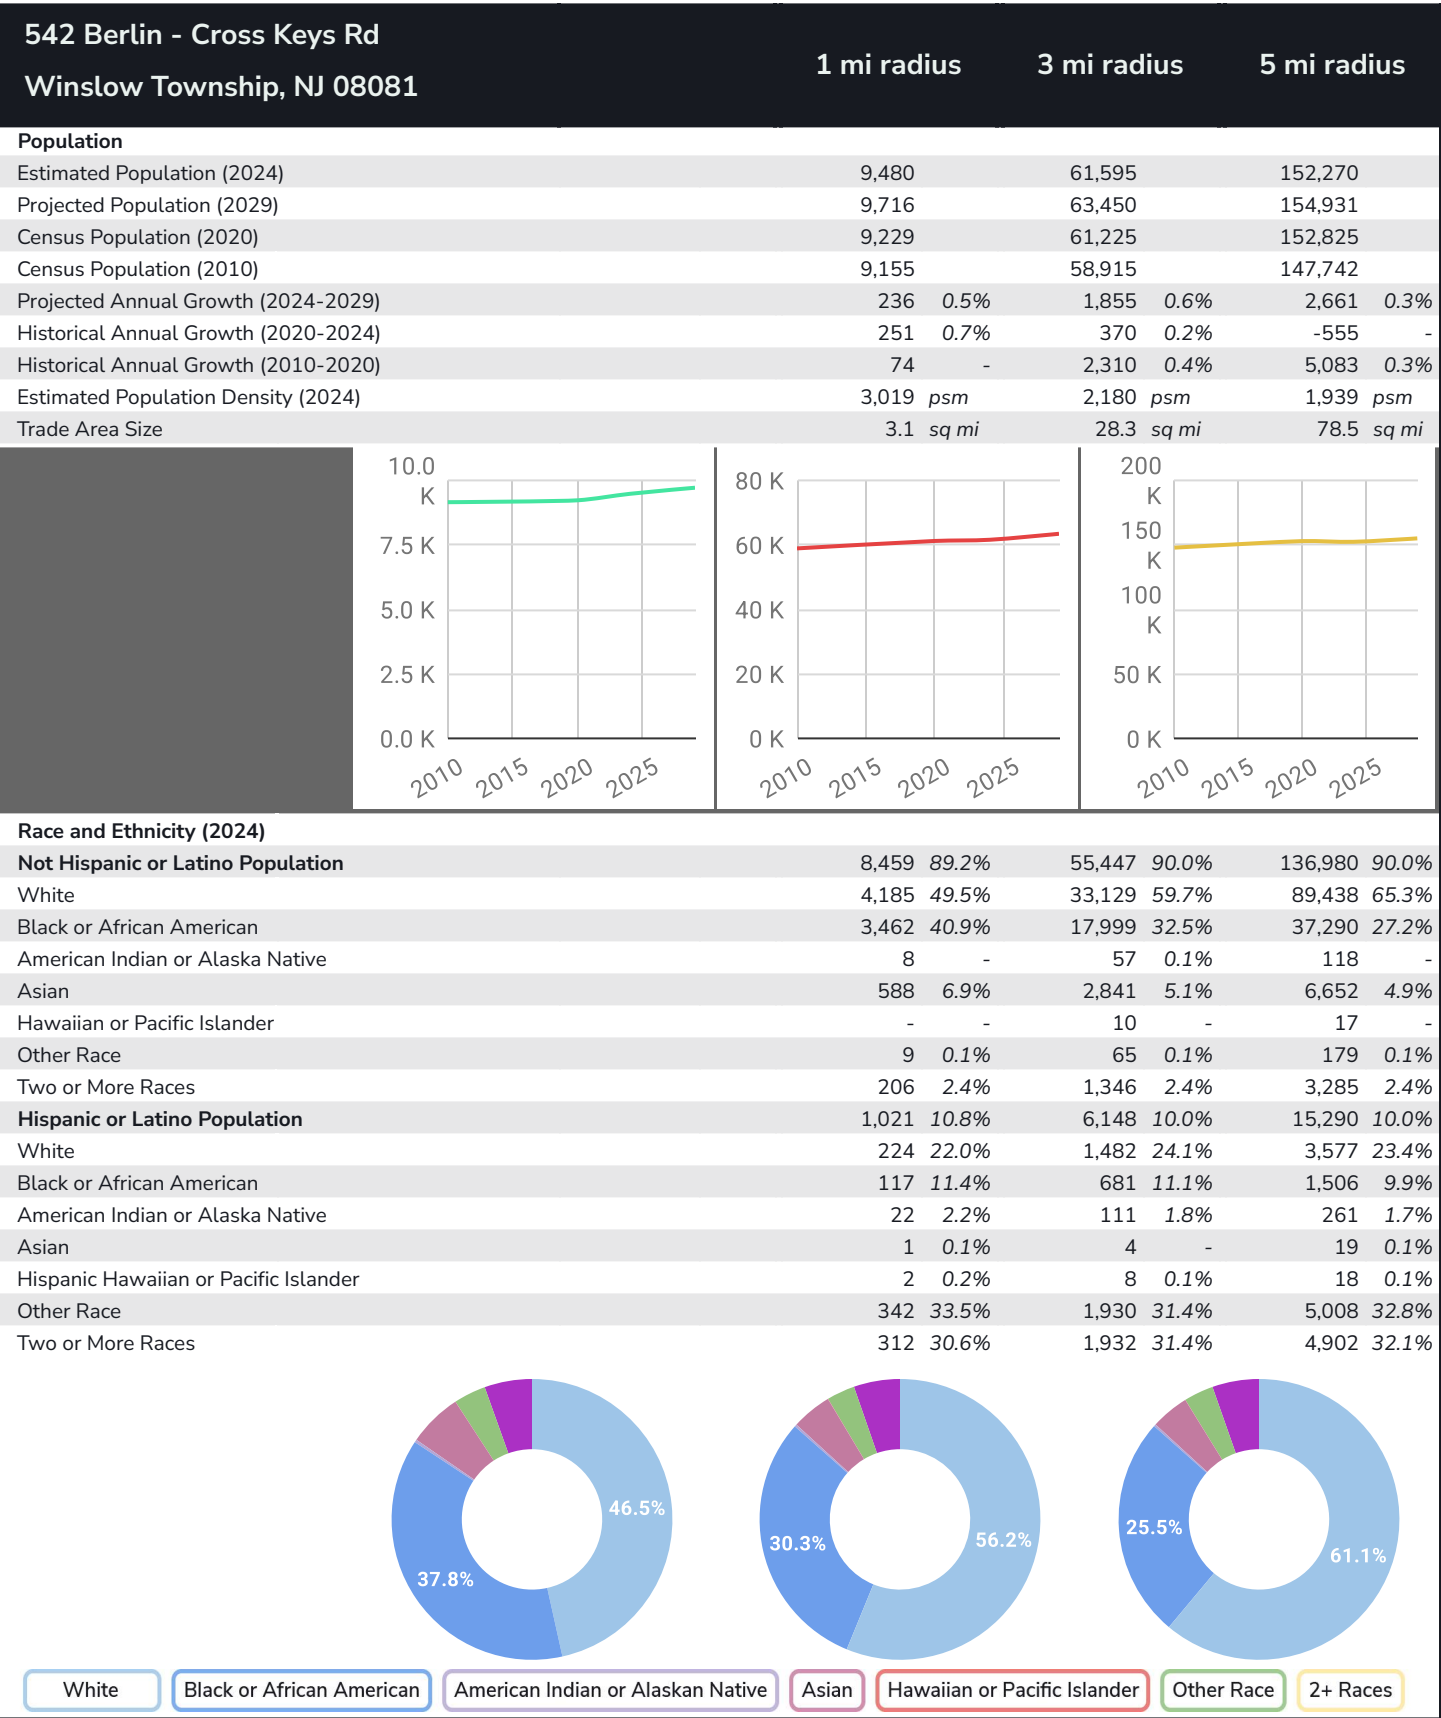 542 Berlin - Cross Keys Rd
Winslow Township, NJ 08081
1 mi radius 3 mi radius 5 mi radius
Population
Estimated Population (2024) 9,480 61,595 152,270
Projected Population (2029) 9,716 63,450 154,931
Census Population (2020) 9,229 61,225 152,825
Census Population (2010) 9,155 58,915 147,742
Projected Annual Growth (2024-2029) 236 0.5% 1,855 0.6% 2,661 0.3%
Historical Annual Growth (2020-2024) 251 0.7% 370 0.2% -555 -
Historical Annual Growth (2010-2020) 74 - 2,310 0.4% 5,083 0.3%
Estimated Population Density (2024) 3,019 psm 2,180 psm 1,939 psm
Trade Area Size 3.1 sq mi 28.3 sq mi 78.5 sq mi
10.0
K
7.5 K
5.0 K
2.5 K
0.0 K
2010 2015 2020 2025
80 K
60 K
40 K
20 K
0 K
2010 2015 2020 2025
200
K
150
K
100
K
50 K
0 K
2010 2015 2020 2025
Race and Ethnicity (2024)
Not Hispanic or Latino Population 8,459 89.2% 55,447 90.0% 136,980 90.0%
White 4,185 49.5% 33,129 59.7% 89,438 65.3%
Black or African American 3,462 40.9% 17,999 32.5% 37,290 27.2%
American Indian or Alaska Native 8 - 57 0.1% 118 -
Asian 588 6.9% 2,841 5.1% 6,652 4.9%
Hawaiian or Pacific Islander - - 10 - 17 -
Other Race 9 0.1% 65 0.1% 179 0.1%
Two or More Races 206 2.4% 1,346 2.4% 3,285 2.4%
Hispanic or Latino Population 1,021 10.8% 6,148 10.0% 15,290 10.0%
White 224 22.0% 1,482 24.1% 3,577 23.4%
Black or African American 117 11.4% 681 11.1% 1,506 9.9%
American Indian or Alaska Native 22 2.2% 111 1.8% 261 1.7%
Asian 1 0.1% 4 - 19 0.1%
Hispanic Hawaiian or Pacific Islander 2 0.2% 8 0.1% 18 0.1%
Other Race 342 33.5% 1,930 31.4% 5,008 32.8%
Two or More Races 312 30.6% 1,932 31.4% 4,902 32.1%
46.5%
37.8%
56.2%
30.3%
61.1%
25.5%
White Black or African American American Indian or Alaskan Native Asian Hawaiian or Pacific Islander Other Race 2+ Races